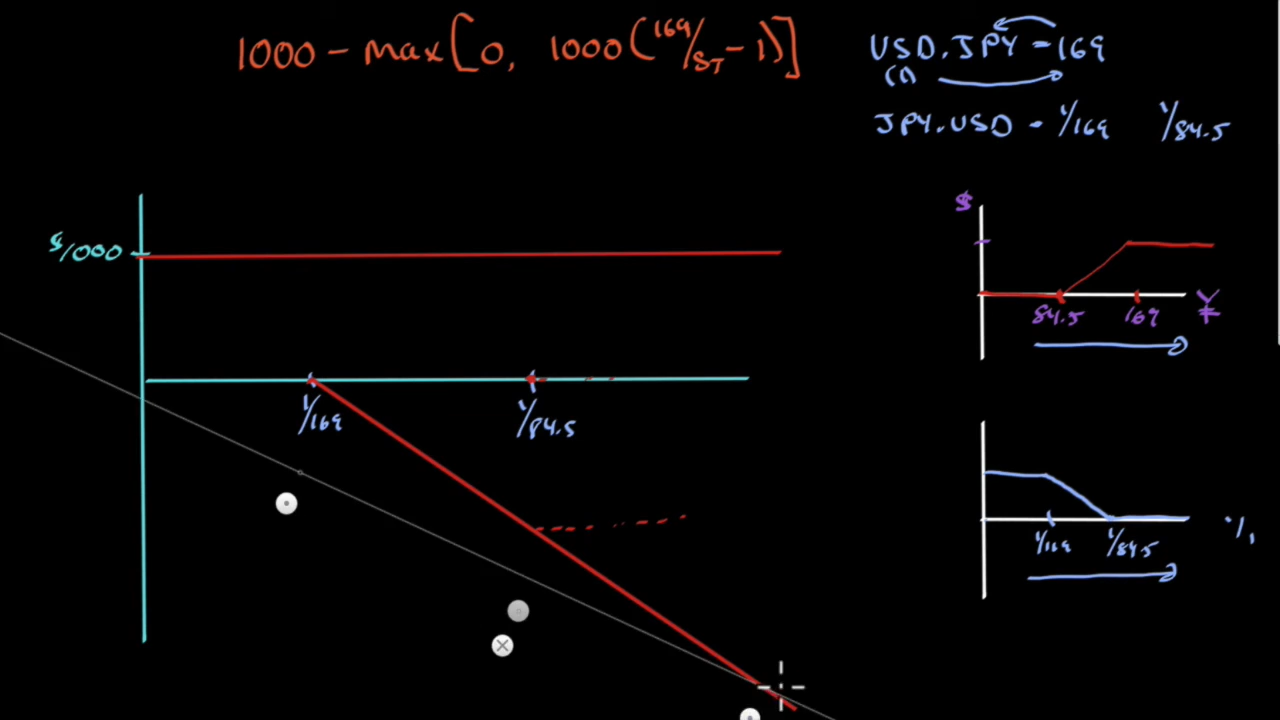 1000 - max[0, 1000(169/ST - 1)]
USD.JPY = 169
JPY.USD = 1/169 1/84.5
$1000
1/169 1/84.5
$
84.5 169 ¥
1/169 1/84.5